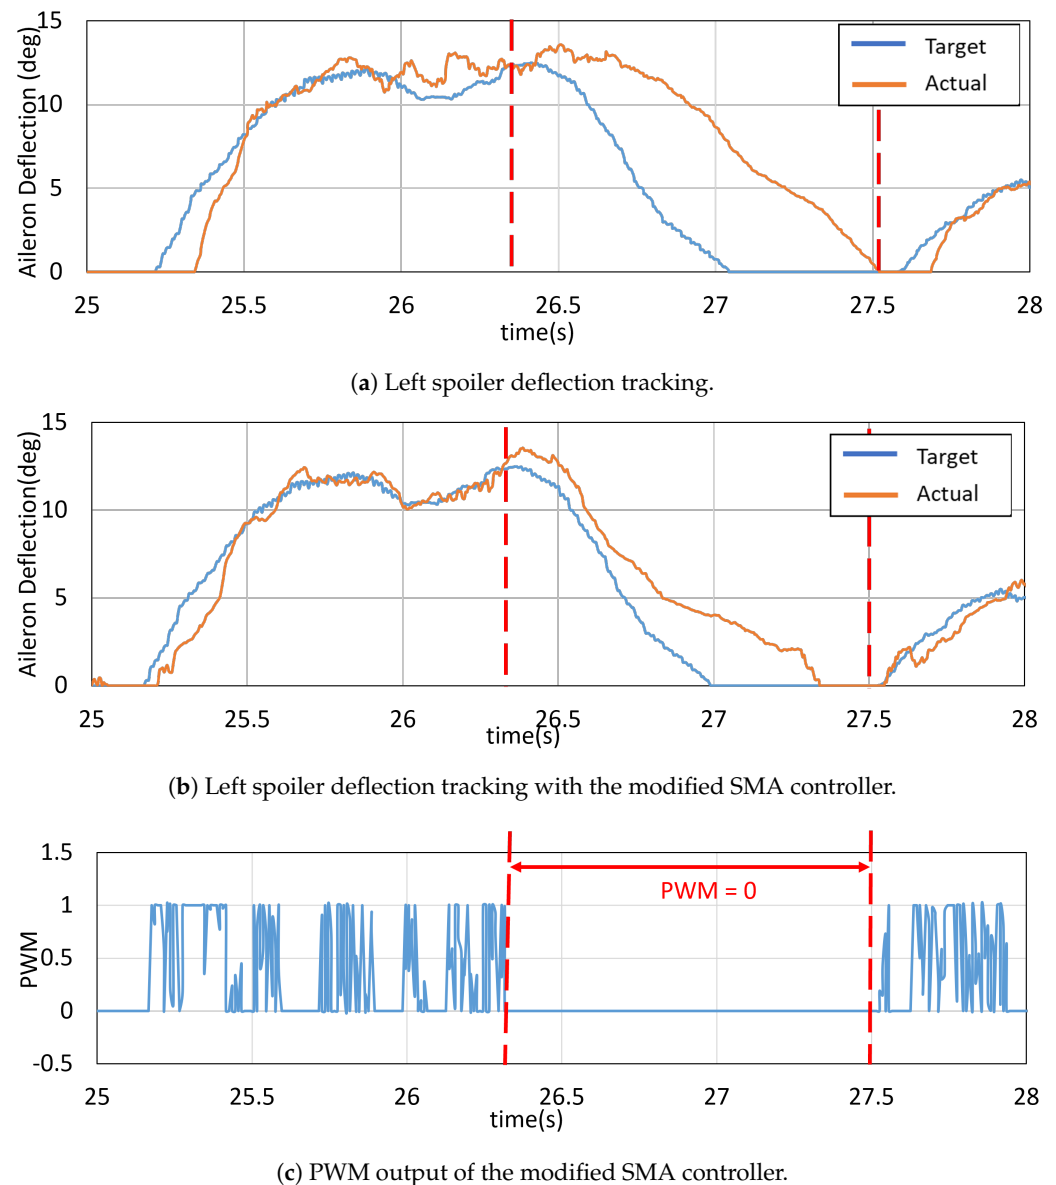 15
10
5
0
Aileron Deflection (deg)
Target
Actual
25
25.5
26
26.5
27
27.5
28
time(s)
(a) Left spoiler deflection tracking.
15
10
5
0
Aileron Deflection(deg)
Target
Actual
25
25.5
26
26.5
27
27.5
28
time(s)
(b) Left spoiler deflection tracking with the modified SMA controller.
1.5
1
0.5
0
-0.5
PWM
PWM = 0
25
25.5
26
26.5
27
27.5
28
time(s)
(c) PWM output of the modified SMA controller.